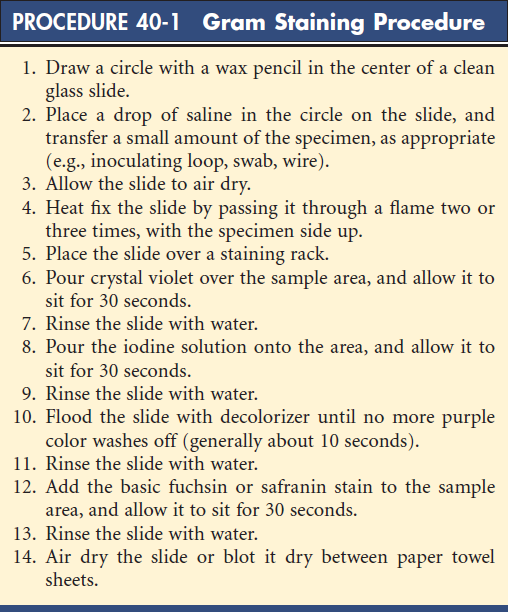 PROCEDURE 40-1 Gram Staining Procedure
1. Draw a circle with a wax pencil in the center of a clean
glass slide.
2. Place a drop of saline in the circle on the slide, and
transfer a small amount of the specimen, as appropriate
(e.g., inoculating loop, swab, wire).
3. Allow the slide to air dry.
4. Heat fix the slide by passing it through a flame two or
three times, with the specimen side up.
5. Place the slide over a staining rack.
6. Pour crystal violet over the sample area, and allow it to
sit for 30 seconds.
7. Rinse the slide with water.
8. Pour the iodine solution onto the area, and allow it to
sit for 30 seconds.
9. Rinse the slide with water.
10. Flood the slide with decolorizer until no more purple
color washes off (generally about 10 seconds).
11. Rinse the slide with water.
12. Add the basic fuchsin or safranin stain to the sample
area, and allow it to sit for 30 seconds.
13. Rinse the slide with water.
14. Air dry the slide or blot it dry between paper towel
sheets.